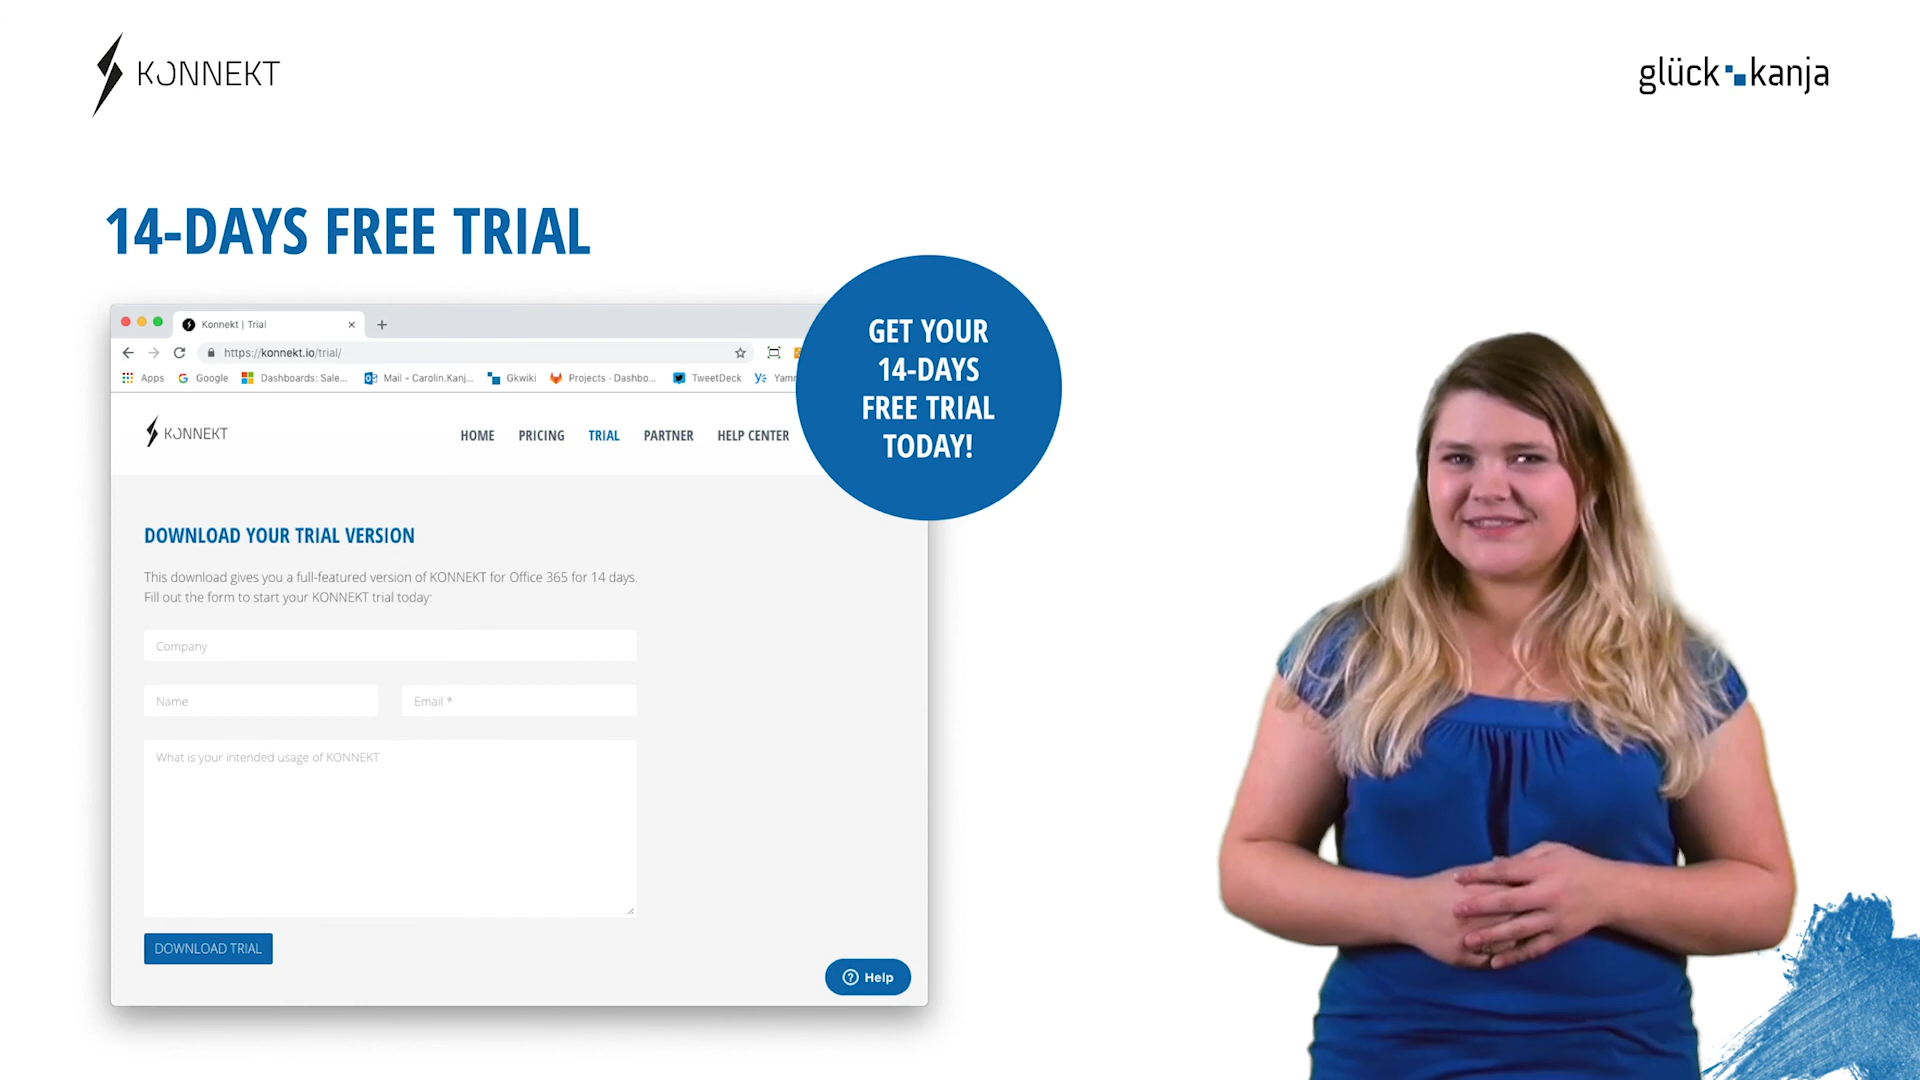 KONNEKT
glück kanja
14-DAYS FREE TRIAL
GET YOUR
14-DAYS
FREE TRIAL
TODAY!
Konnekt | Trial
https://konnekt.io/trial/
Apps Google Dashboards: Sale... Mail - Carolin.Kanj... Gkwiki Projects · Dashbo... TweetDeck Yamm
KONNEKT
HOME PRICING TRIAL PARTNER HELP CENTER
DOWNLOAD YOUR TRIAL VERSION
This download gives you a full-featured version of KONNEKT for Office 365 for 14 days.
Fill out the form to start your KONNEKT trial today:
Company
Name Email *
What is your intended usage of KONNEKT
DOWNLOAD TRIAL
Help